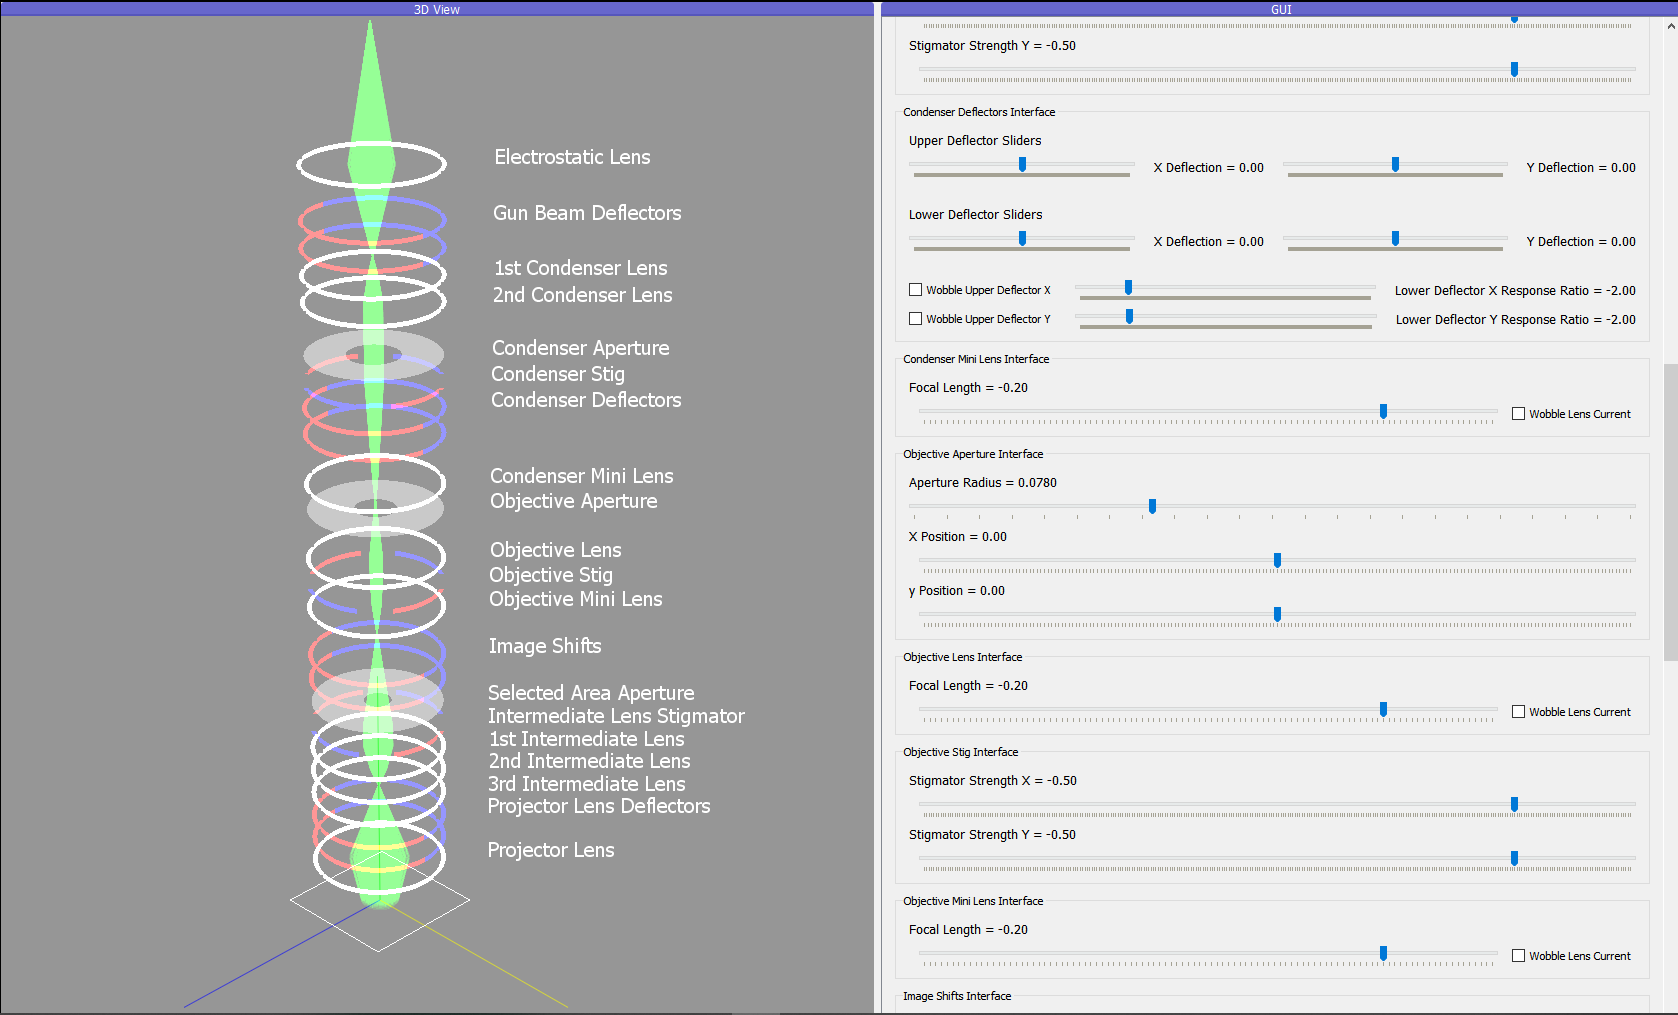 3D View
Electrostatic Lens
Gun Beam Deflectors
1st Condenser Lens
2nd Condenser Lens
Condenser Aperture
Condenser Stig
Condenser Deflectors
Condenser Mini Lens
Objective Aperture
Objective Lens
Objective Stig
Objective Mini Lens
Image Shifts
Selected Area Aperture
Intermediate Lens Stigmator
1st Intermediate Lens
2nd Intermediate Lens
3rd Intermediate Lens
Projector Lens Deflectors
Projector Lens
GUI
Stigmator Strength Y = -0.50
Condenser Deflectors Interface
Upper Deflector Sliders
X Deflection = 0.00 Y Deflection = 0.00
Lower Deflector Sliders
X Deflection = 0.00 Y Deflection = 0.00
Wobble Upper Deflector X Lower Deflector X Response Ratio = -2.00
Wobble Upper Deflector Y Lower Deflector Y Response Ratio = -2.00
Condenser Mini Lens Interface
Focal Length = -0.20
Wobble Lens Current
Objective Aperture Interface
Aperture Radius = 0.0780
X Position = 0.00
y Position = 0.00
Objective Lens Interface
Focal Length = -0.20
Wobble Lens Current
Objective Stig Interface
Stigmator Strength X = -0.50
Stigmator Strength Y = -0.50
Objective Mini Lens Interface
Focal Length = -0.20
Wobble Lens Current
Image Shifts Interface